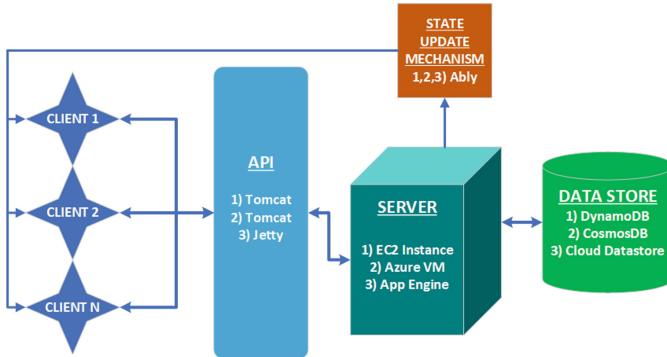 STATE
UPDATE
MECHANISM
1,2,3) Ably
CLIENT 1
CLIENT 2
CLIENT N
API
1) Tomcat
2) Tomcat
3) Jetty
SERVER
1) EC2 Instance
2) Azure VM
3) App Engine
DATA STORE
1) DynamoDB
2) CosmosDB
3) Cloud Datastore